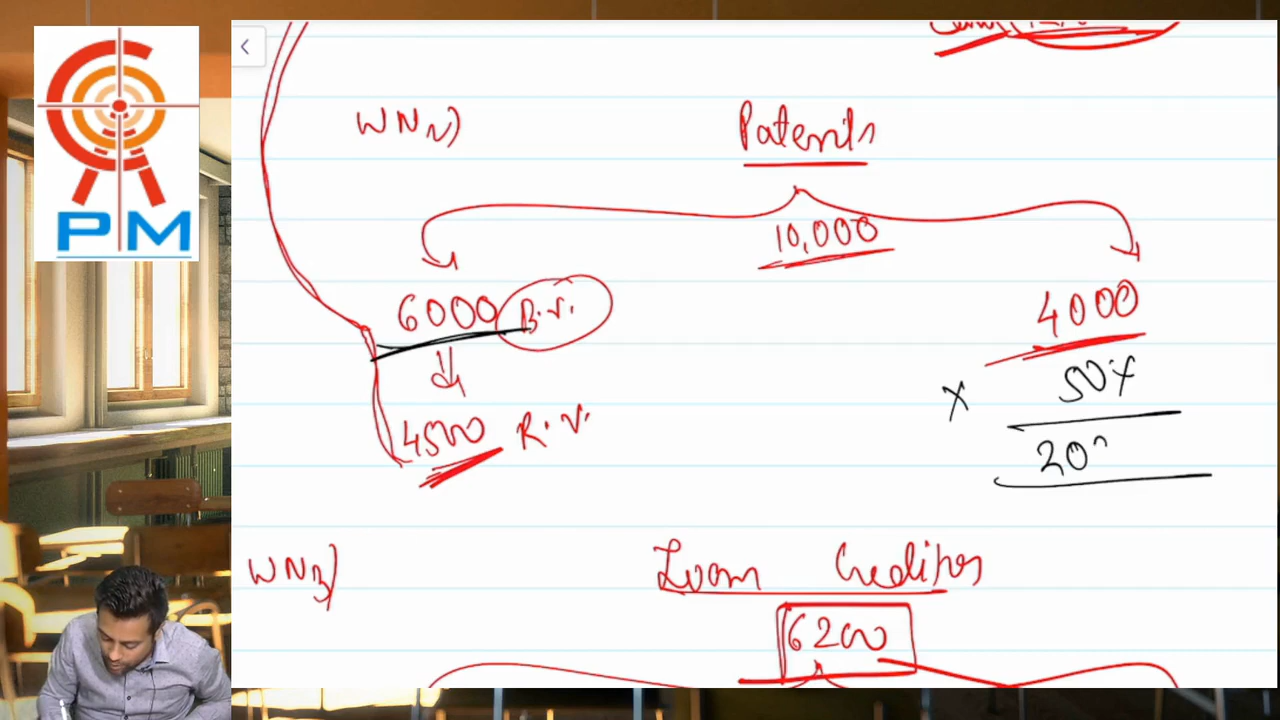 PM
WN2)
Patents
10,000
6000 B.V.
4000
x 50%
4500 R.V.
20
WN3)
Loan Creditors
6200